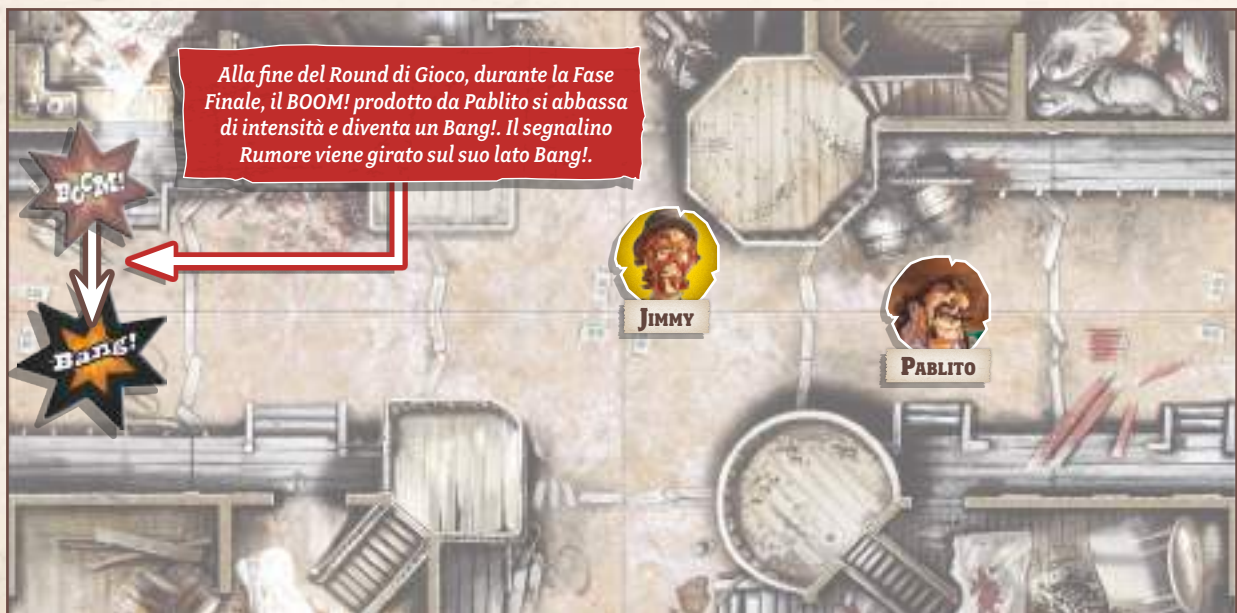 Alla fine del Round di Gioco, durante la Fase
Finale, il BOOM! prodotto da Pablito si abbassa
di intensità e diventa un Bang!. Il segnalino
Rumore viene girato sul suo lato Bang!.
BOOM!
Bang!
JIMMY
PABLITO